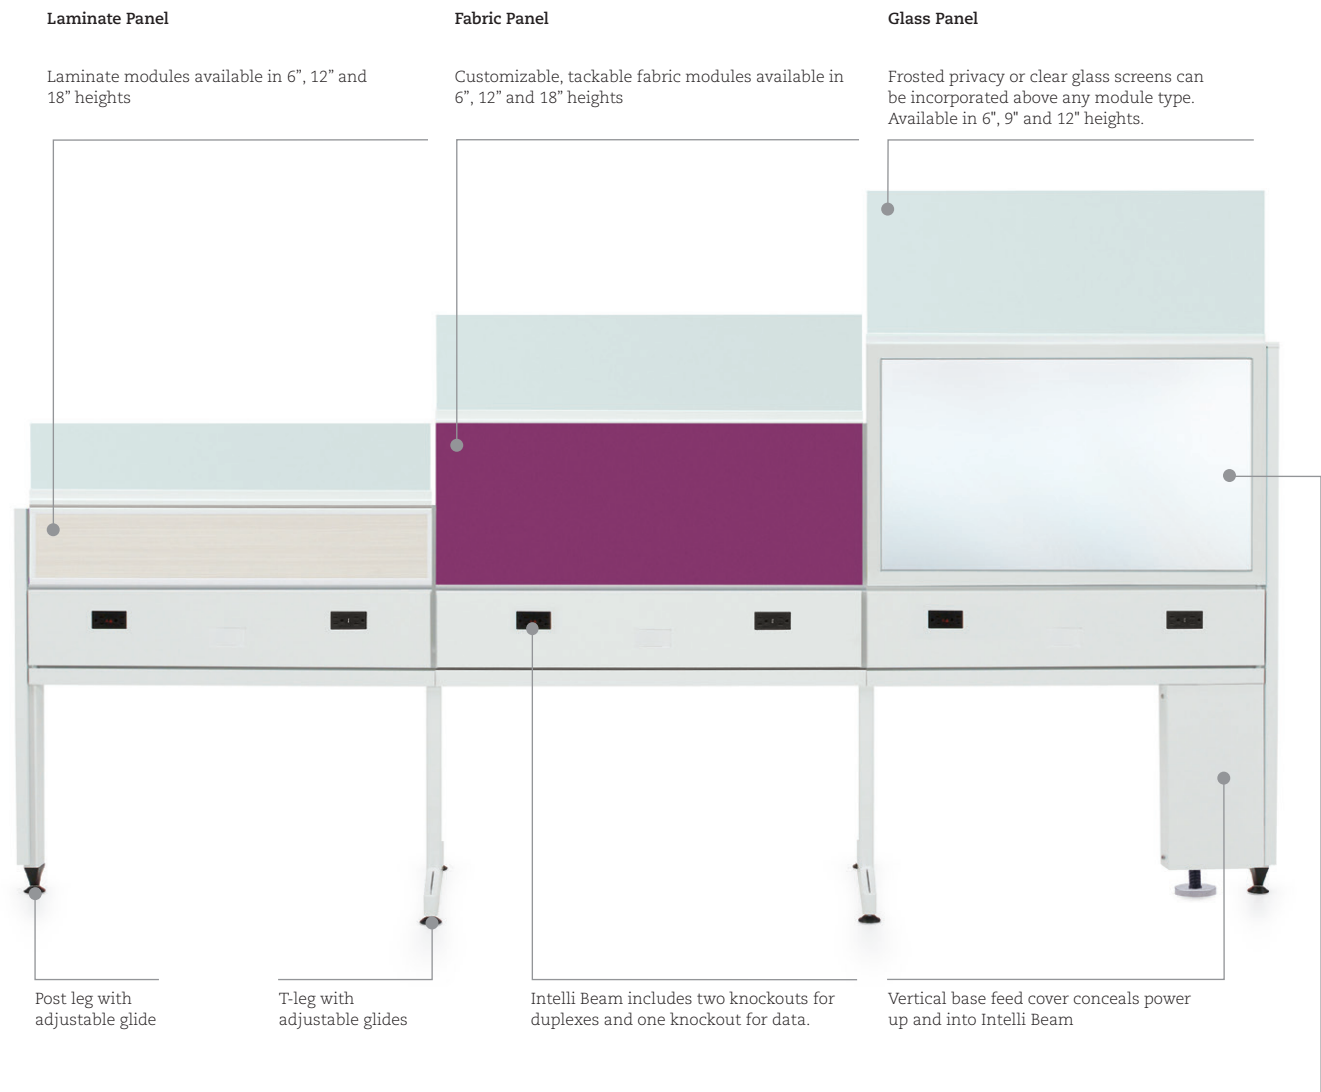 Laminate Panel
Laminate modules available in 6”, 12” and
18” heights
Fabric Panel
Customizable, tackable fabric modules available in
6”, 12” and 18” heights
Glass Panel
Frosted privacy or clear glass screens can
be incorporated above any module type.
Available in 6", 9" and 12" heights.
Post leg with
adjustable glide
T-leg with
adjustable glides
Intelli Beam includes two knockouts for
duplexes and one knockout for data.
Vertical base feed cover conceals power
up and into Intelli Beam